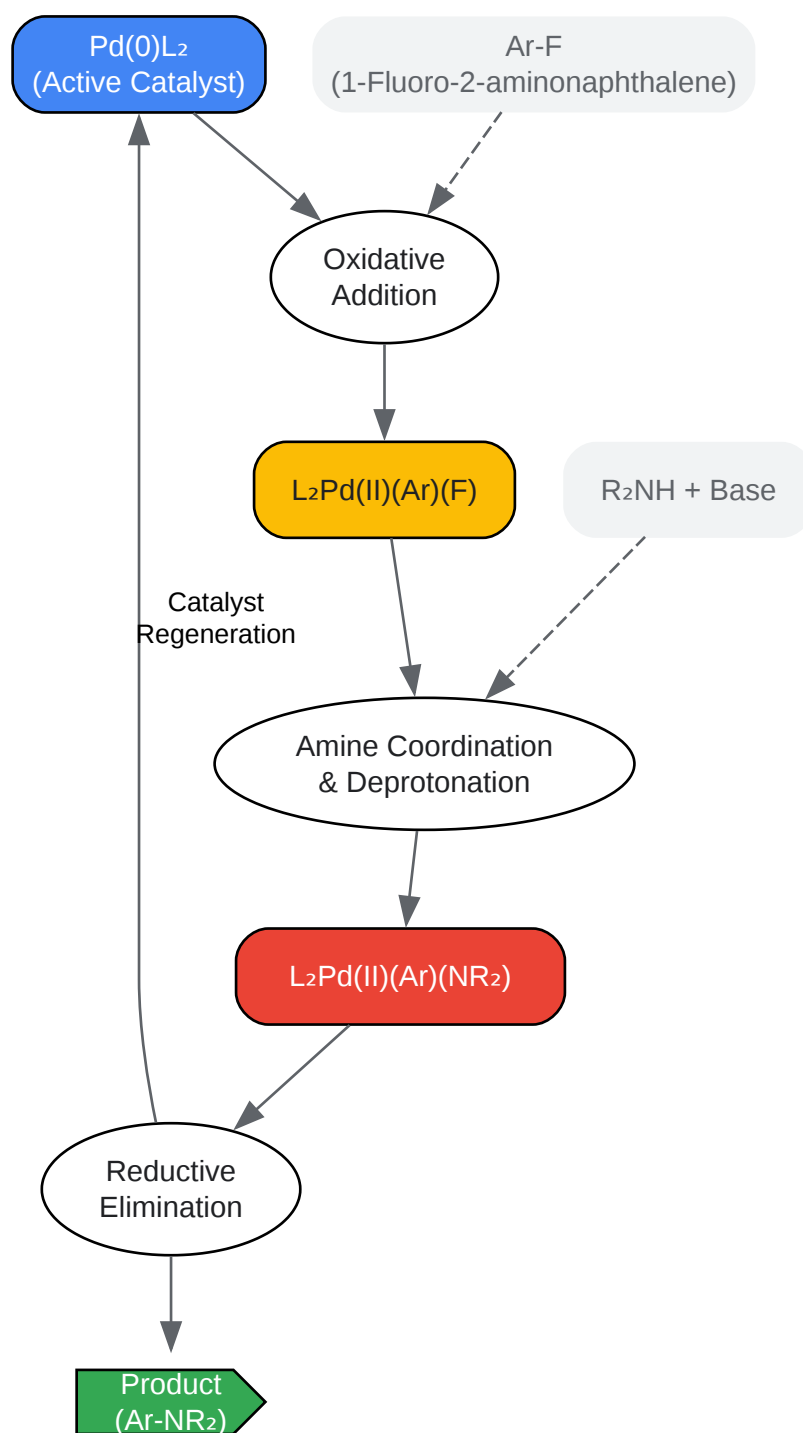 Pd(0)L₂
(Active Catalyst)
Ar-F
(1-Fluoro-2-aminonaphthalene)
Oxidative
Addition
L₂Pd(II)(Ar)(F)
R₂NH + Base
Catalyst
Regeneration
Amine Coordination
& Deprotonation
L₂Pd(II)(Ar)(NR₂)
Reductive
Elimination
Product
(Ar-NR₂)